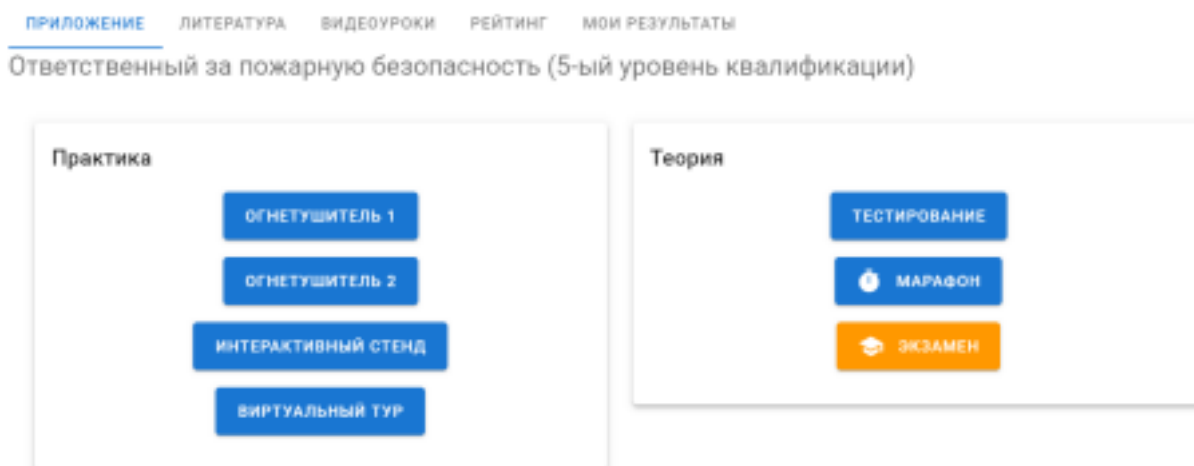 ПРИЛОЖЕНИЕ ЛИТЕРАТУРА ВИДЕОУРОКИ РЕЙТИНГ МОИ РЕЗУЛЬТАТЫ
Ответственный за пожарную безопасность (5-ый уровень квалификации)
Практика
ОГНЕТУШИТЕЛЬ 1
ОГНЕТУШИТЕЛЬ 2
ИНТЕРАКТИВНЫЙ СТЕНД
ВИРТУАЛЬНЫЙ ТУР
Теория
ТЕСТИРОВАНИЕ
МАРАФОН
ЭКЗАМЕН